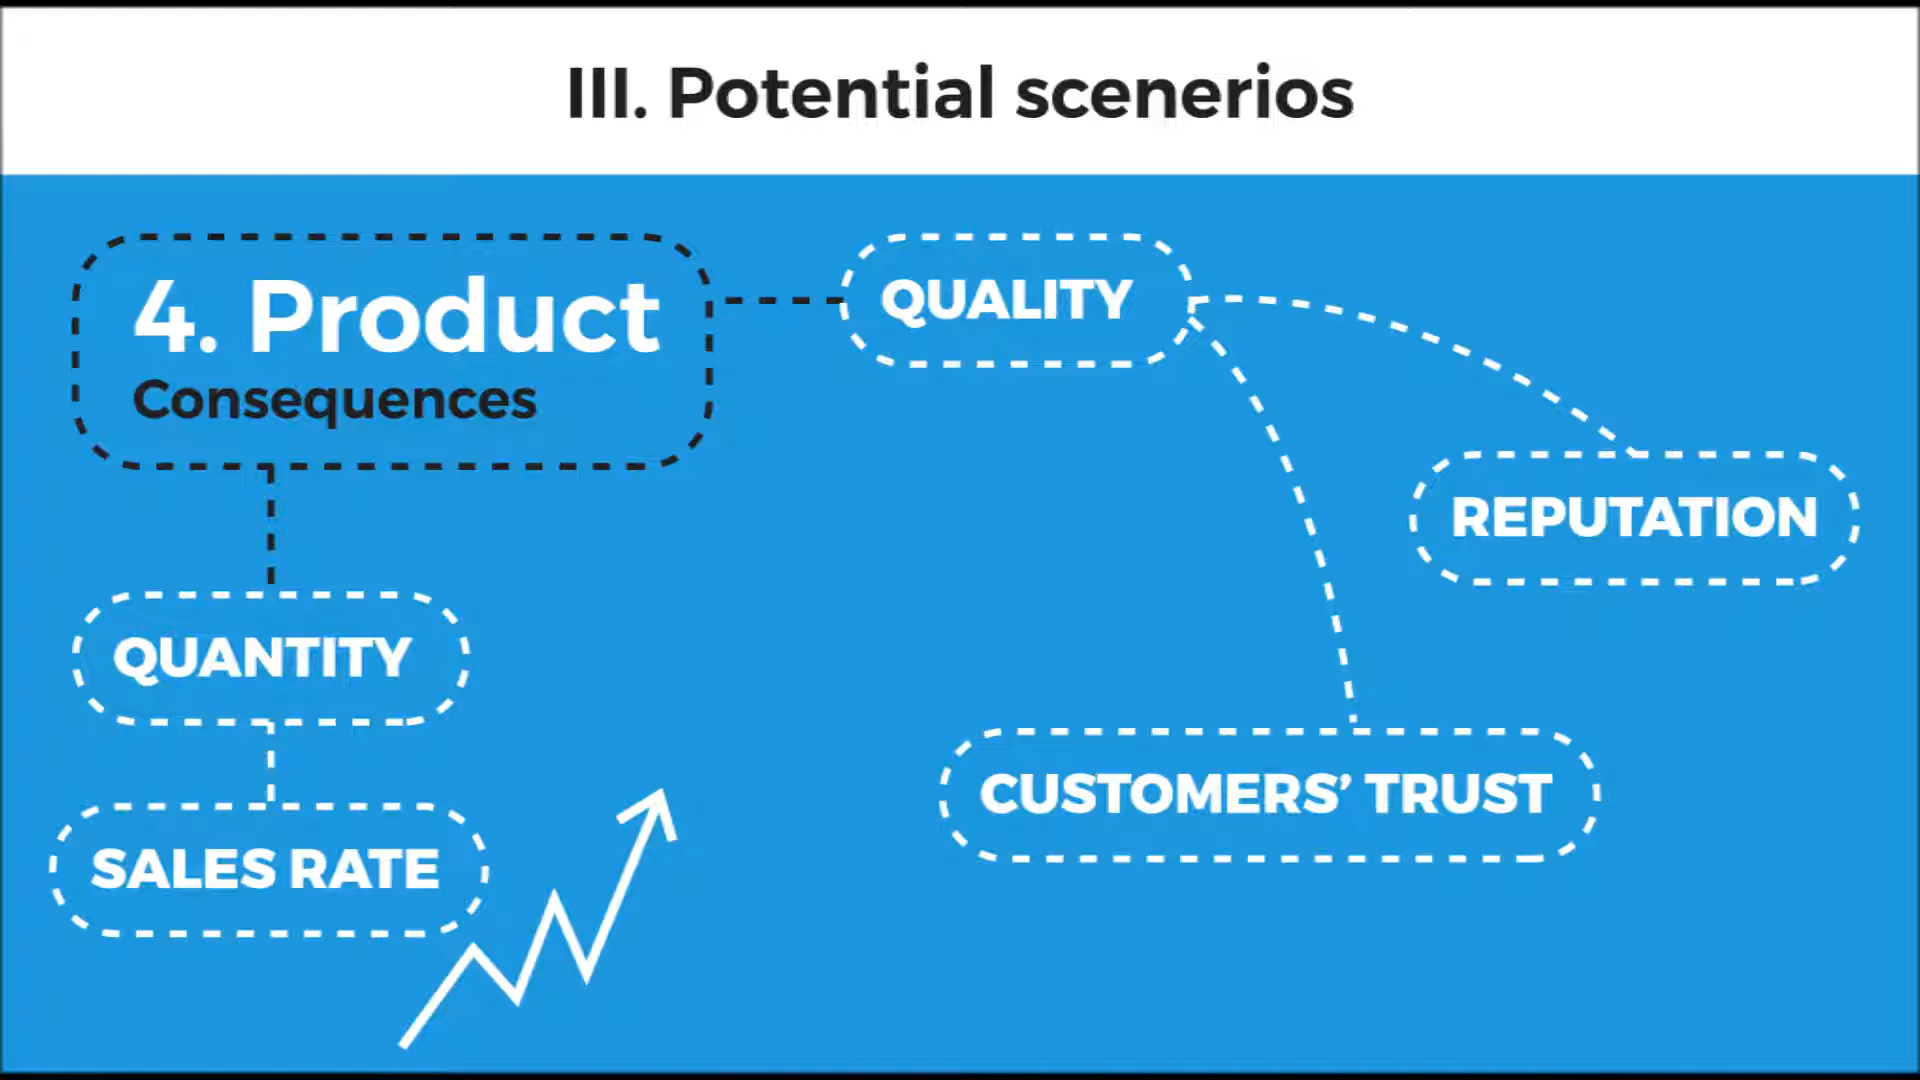 III. Potential scenerios
4. Product
Consequences
QUALITY
REPUTATION
QUANTITY
CUSTOMERS’ TRUST
SALES RATE